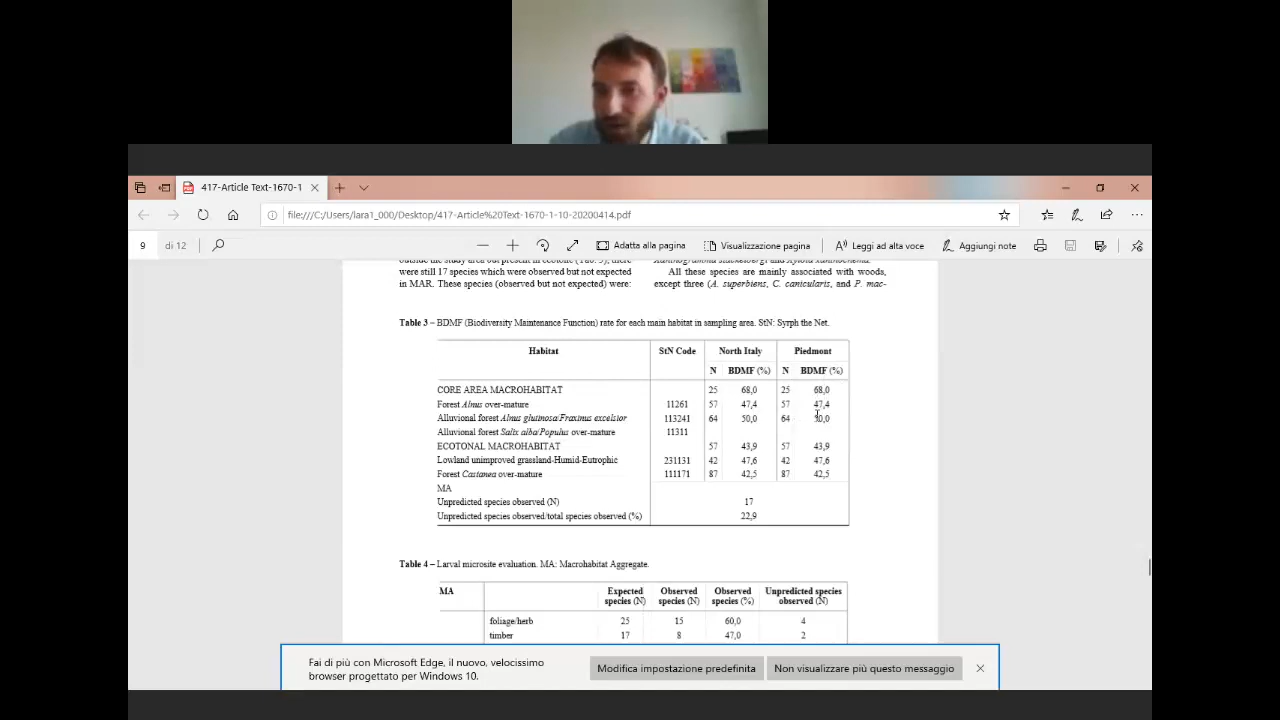 417-Article Text-1670-1
file:///C:/Users/lara1_000/Desktop/417-Article%20Text-1670-1-10-20200414.pdf
9 di 12 Adatta alla pagina Visualizzazione pagina Leggi ad alta voce Aggiungi note
were still 17 species which were observed but not expected
in MAR. These species (observed but not expected) were:
All these species are mainly associated with woods,
except three (A. superbiens, C. canicularis, and P. mac-
Table 3 – BDMF (Biodiversity Maintenance Function) rate for each main habitat in sampling area. StN: Syrph the Net.
Habitat StN Code North Italy Piedmont
N BDMF (%) N BDMF (%)
CORE AREA MACROHABITAT 25 68,0 25 68,0
Forest Alnus over-mature 11261 57 47,4 57 47,4
Alluvional forest Alnus glutinosa/Fraximus excelsior 113241 64 50,0 64 50,0
Alluvional forest Salix alba/Populus over-mature 11311
ECOTONAL MACROHABITAT 57 43,9 57 43,9
Lowland unimproved grassland-Humid-Eutrophic 231131 42 47,6 42 47,6
Forest Castanea over-mature 111171 87 42,5 87 42,5
MA
Unpredicted species observed (N) 17
Unpredicted species observed/total species observed (%) 22,9
Table 4 – Larval microsite evaluation. MA: Macrohabitat Aggregate.
MA Expected species (N) Observed species (N) Observed species (%) Unpredicted species observed (N)
foliage/herb 25 15 60,0 4
timber 17 8 47,0 2
Fai di più con Microsoft Edge, il nuovo, velocissimo
browser progettato per Windows 10.
Modifica impostazione predefinita Non visualizzare più questo messaggio